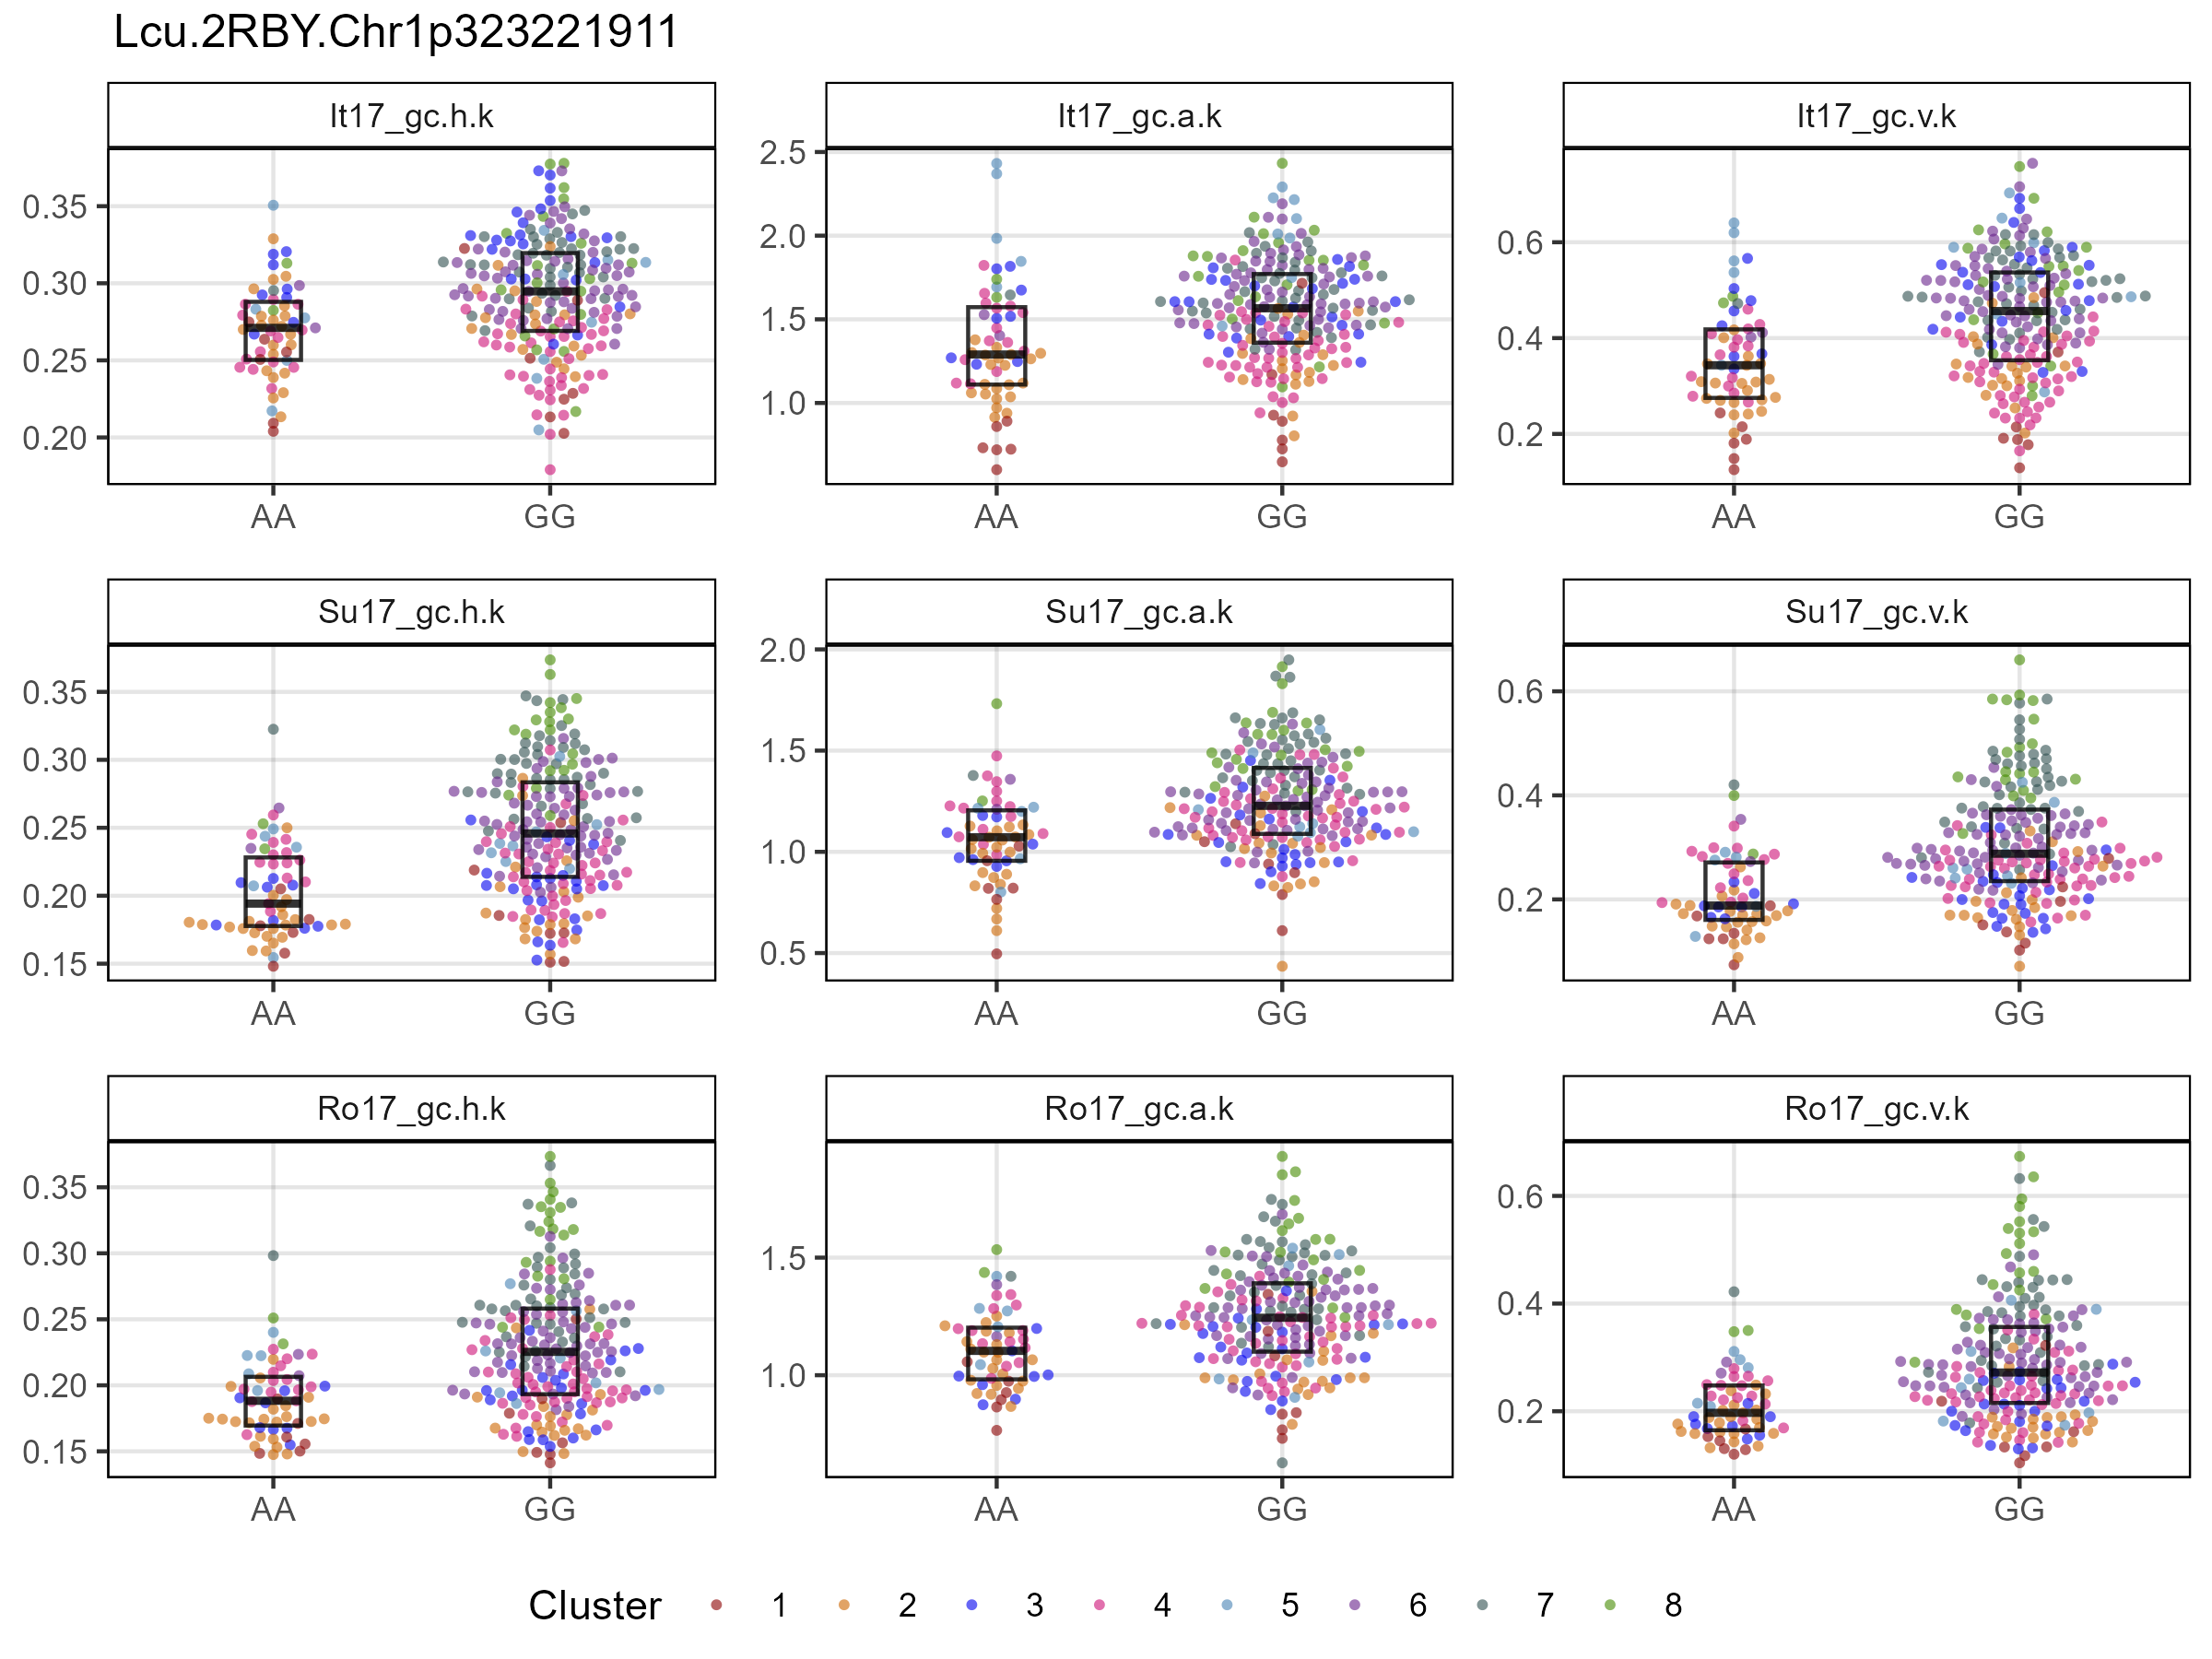 Lcu.2RBY.Chr1p323221911
It17_gc.h.k It17_gc.a.k It17_gc.v.k
2.5
0.35
2.0 0.6
0.30
1.5 0.4
0.25
1.0
0.20 0.2
AA GG AA GG AA GG
Su17_gc.h.k Su17_gc.a.k Su17_gc.v.k
2.0
0.35 0.6
0.30 1.5
0.4
0.25
1.0
0.20 0.2
0.15 0.5
AA GG AA GG AA GG
Ro17_gc.h.k Ro17_gc.a.k Ro17_gc.v.k
0.35 0.6
0.30 1.5
0.25 0.4
0.20 1.0
0.2
0.15
AA GG AA GG AA GG
Cluster 1 2 3 4 5 6 7 8